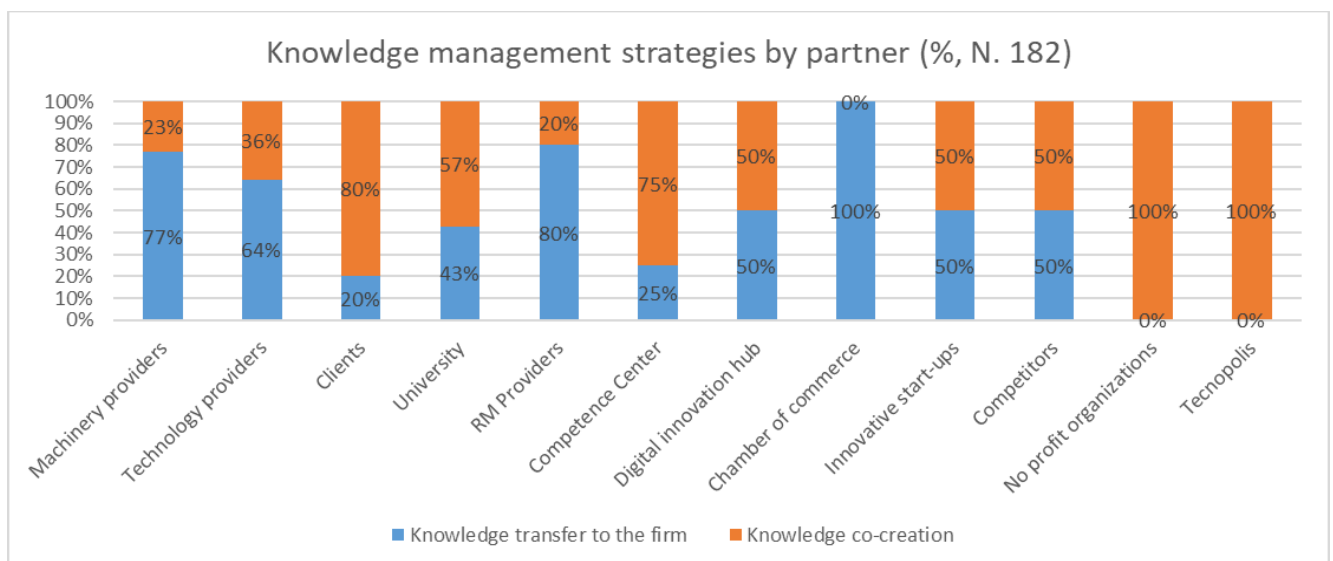 Knowledge management strategies by partner (%, N. 182)
100%
90%
80%
70%
60%
50%
40%
30%
20%
10%
0%
23%
77%
36%
64%
80%
20%
57%
43%
20%
80%
75%
25%
50%
50%
0%
100%
50%
50%
50%
50%
100%
0%
100%
0%
Machinery providers
Technology providers
Clients
University
RM Providers
Competence Center
Digital innovation hub
Chamber of commerce
Innovative start-ups
Competitors
No profit organizations
Tecnopolis
Knowledge transfer to the firm
Knowledge co-creation